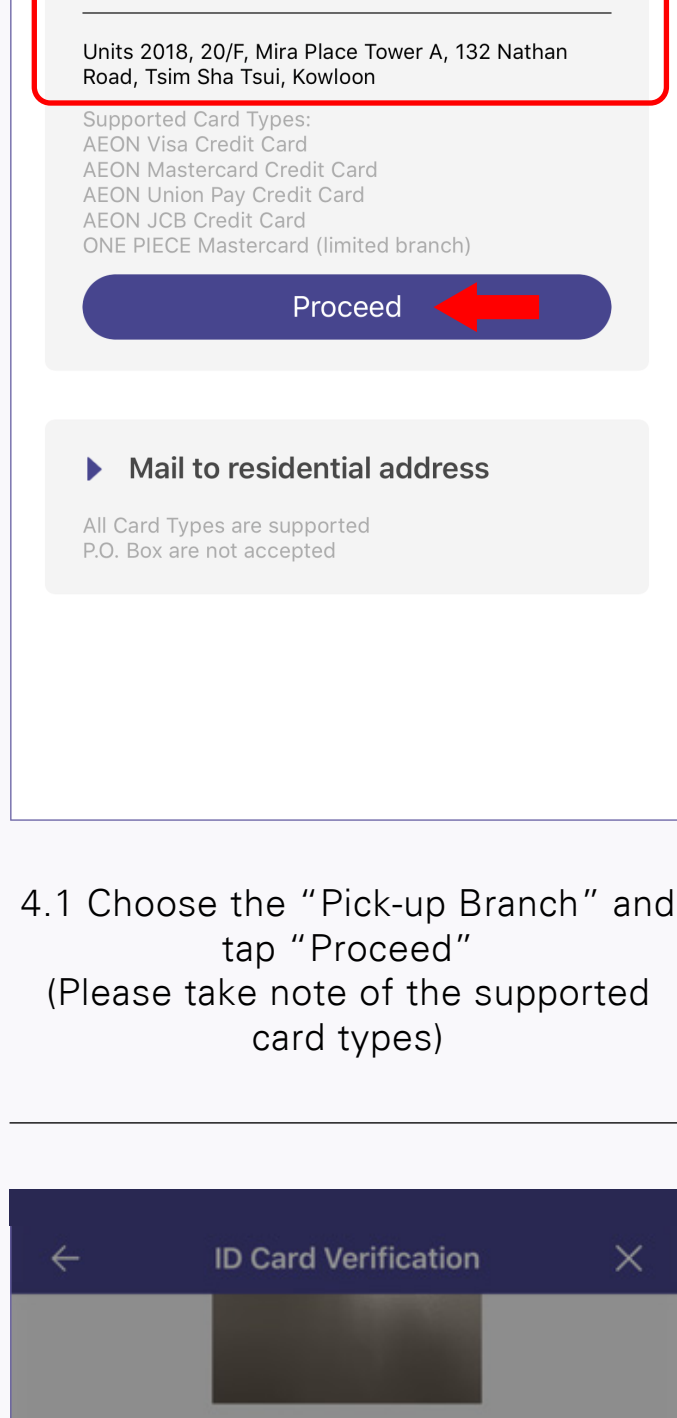 Units 2018, 20/F, Mira Place Tower A, 132 Nathan
Road, Tsim Sha Tsui, Kowloon
Supported Card Types:
AEON Visa Credit Card
AEON Mastercard Credit Card
AEON Union Pay Credit Card
AEON JCB Credit Card
ONE PIECE Mastercard (limited branch)
Proceed
Mail to residential address
All Card Types are supported
P.O. Box are not accepted
4.1 Choose the “Pick-up Branch” and
tap “Proceed”
(Please take note of the supported
card types)
ID Card Verification